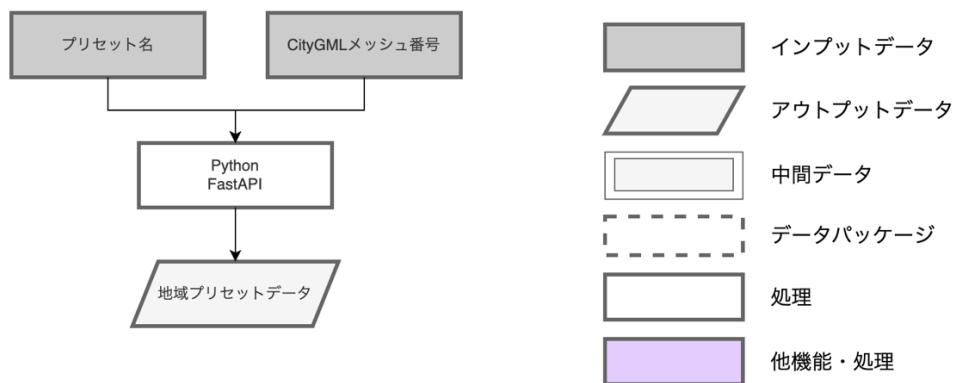 プリセット名
CityGMLメッシュ番号
Python
FastAPI
地域プリセットデータ
インプットデータ
アウトプットデータ
中間データ
データパッケージ
処理
他機能・処理